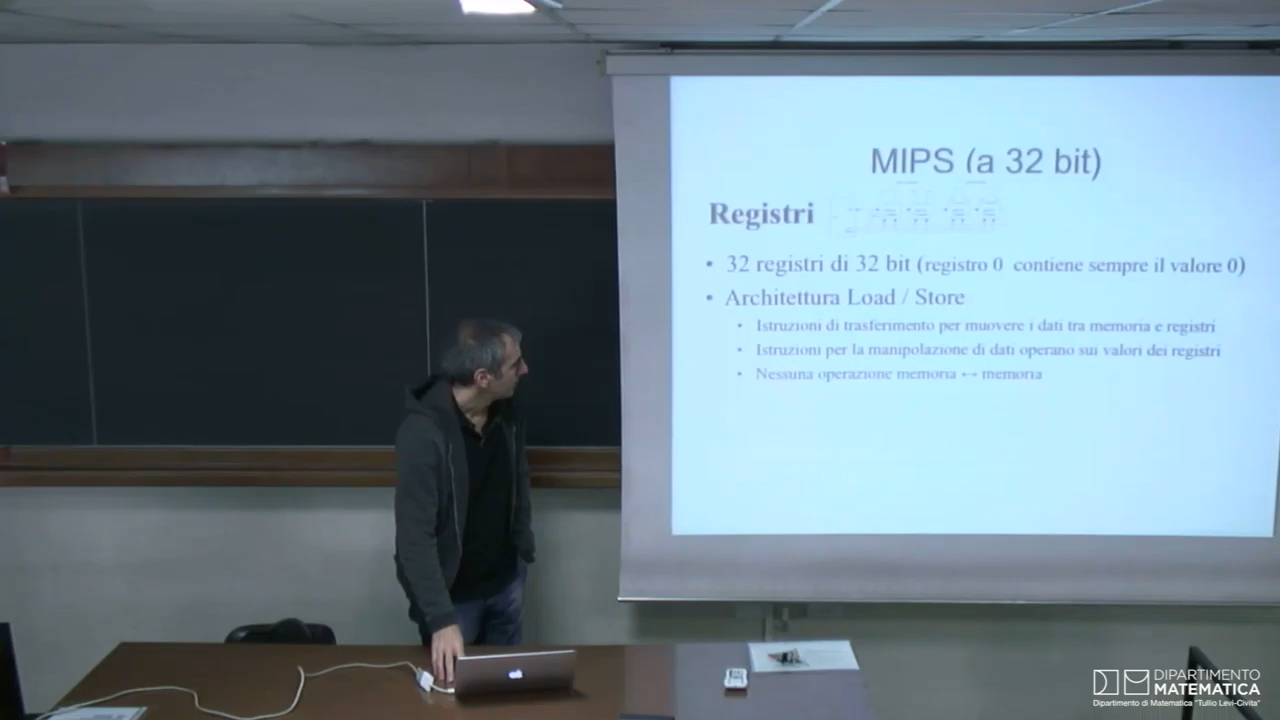 MIPS (a 32 bit)
Registri
• 32 registri di 32 bit (registro 0 contiene sempre il valore 0)
• Architettura Load / Store
• Istruzioni di trasferimento per muovere i dati tra memoria e registri
• Istruzioni per la manipolazione di dati operano sui valori dei registri
• Nessuna operazione memoria ↔ memoria
DIPARTIMENTO
MATEMATICA
Dipartimento di Matematica "Tullio Levi-Civita"